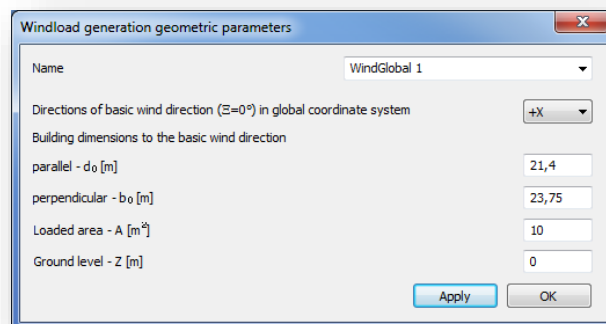 Windload generation geometric parameters
Name WindGlobal 1
Directions of basic wind direction (Ξ=0°) in global coordinate system +X
Building dimensions to the basic wind direction
parallel - d₀ [m] 21,4
perpendicular - b₀ [m] 23,75
Loaded area - A [m²] 10
Ground level - Z [m] 0
Apply OK